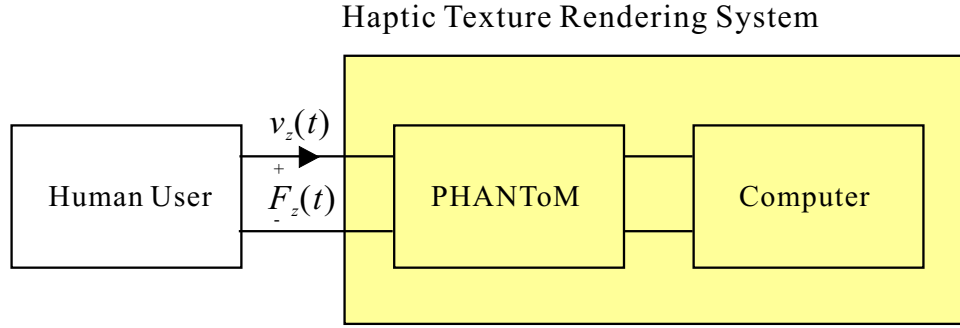 Haptic Texture Rendering System
v_z(t)
+
Human User
F_z(t)
PHANToM
Computer
-